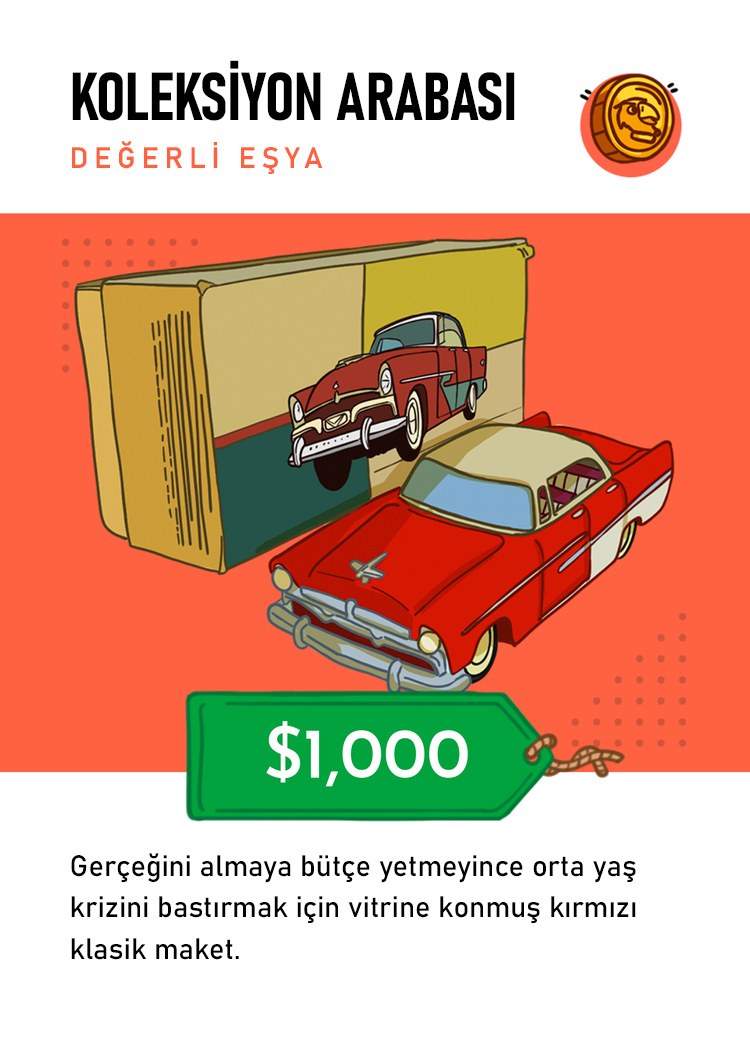 KOLEKSİYON ARABASI
DEĞERLİ EŞYA
$1,000
Gerçeğini almaya bütçe yetmeyince orta yaş
krizini bastırmak için vitrine konmuş kırmızı
klasik maket.